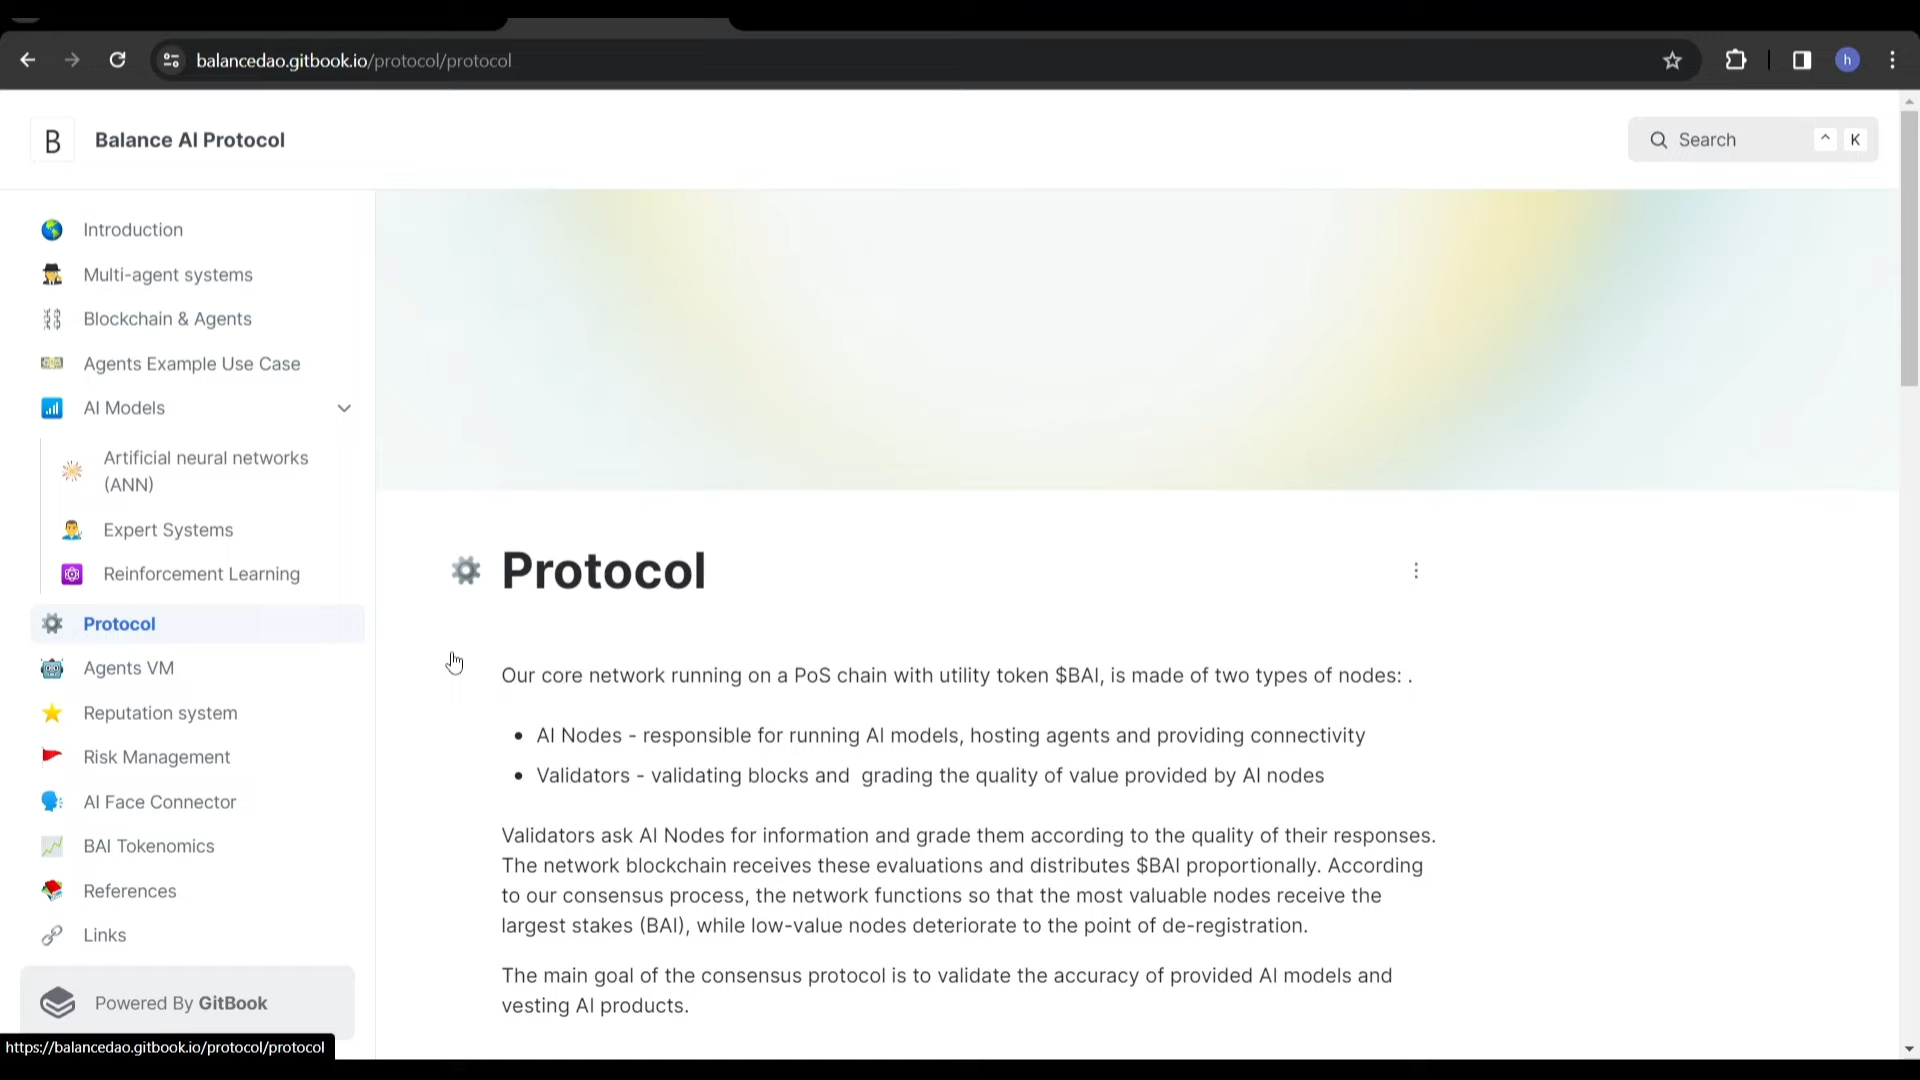 balancedao.gitbook.io/protocol/protocol
h
B
Balance AI Protocol
Search
^ K
Introduction
Multi-agent systems
Blockchain & Agents
Agents Example Use Case
AI Models
Artificial neural networks
(ANN)
Expert Systems
Reinforcement Learning
Protocol
Agents VM
Reputation system
Risk Management
AI Face Connector
BAI Tokenomics
References
Links
Powered By GitBook
https://balancedao.gitbook.io/protocol/protocol
Protocol
Our core network running on a PoS chain with utility token $BAI, is made of two types of nodes: .
• AI Nodes - responsible for running AI models, hosting agents and providing connectivity
• Validators - validating blocks and  grading the quality of value provided by AI nodes
Validators ask AI Nodes for information and grade them according to the quality of their responses.
The network blockchain receives these evaluations and distributes $BAI proportionally. According
to our consensus process, the network functions so that the most valuable nodes receive the
largest stakes (BAI), while low-value nodes deteriorate to the point of de-registration.
The main goal of the consensus protocol is to validate the accuracy of provided AI models and
vesting AI products.